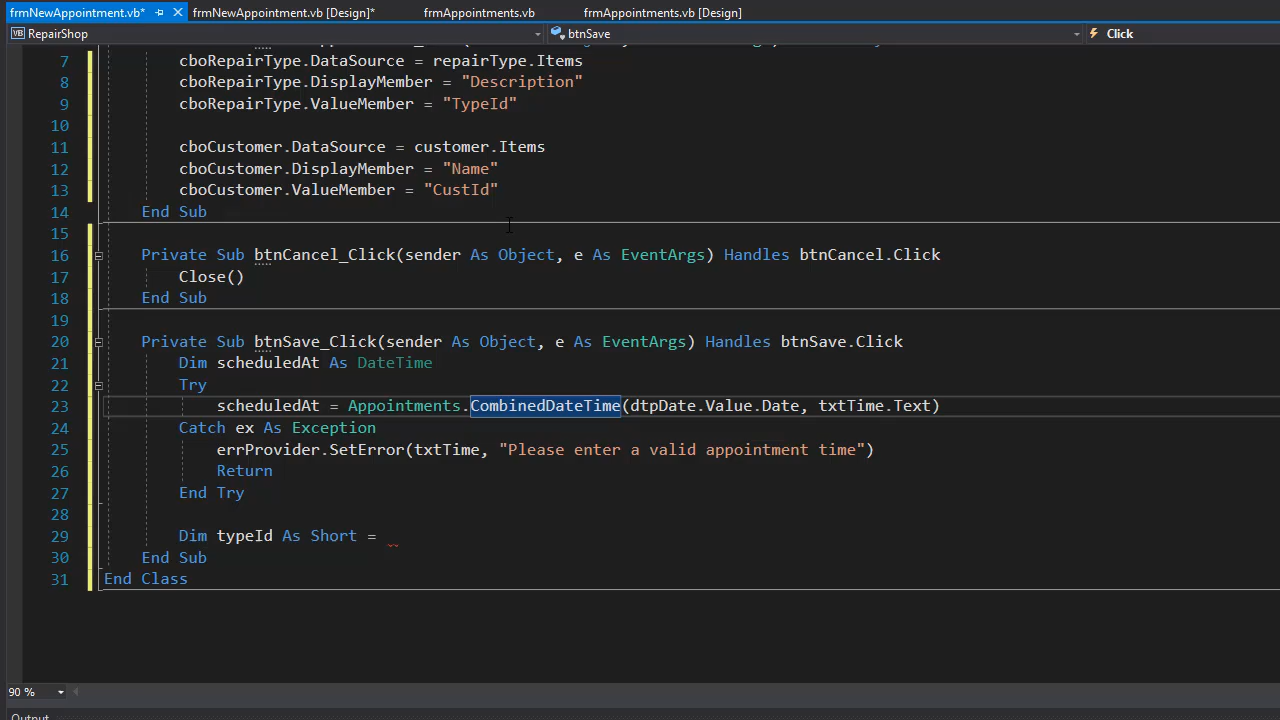 frmNewAppointment.vb* frmNewAppointment.vb [Design]* frmAppointments.vb frmAppointments.vb [Design]
VB RepairShop btnSave Click
7 cboRepairType.DataSource = repairType.Items
8 cboRepairType.DisplayMember = "Description"
9 cboRepairType.ValueMember = "TypeId"
10
11 cboCustomer.DataSource = customer.Items
12 cboCustomer.DisplayMember = "Name"
13 cboCustomer.ValueMember = "CustId"
14 End Sub
15
16 Private Sub btnCancel_Click(sender As Object, e As EventArgs) Handles btnCancel.Click
17 Close()
18 End Sub
19
20 Private Sub btnSave_Click(sender As Object, e As EventArgs) Handles btnSave.Click
21 Dim scheduledAt As DateTime
22 Try
23 scheduledAt = Appointments.CombinedDateTime(dtpDate.Value.Date, txtTime.Text)
24 Catch ex As Exception
25 errProvider.SetError(txtTime, "Please enter a valid appointment time")
26 Return
27 End Try
28
29 Dim typeId As Short =
30 End Sub
31 End Class
90 %
Output